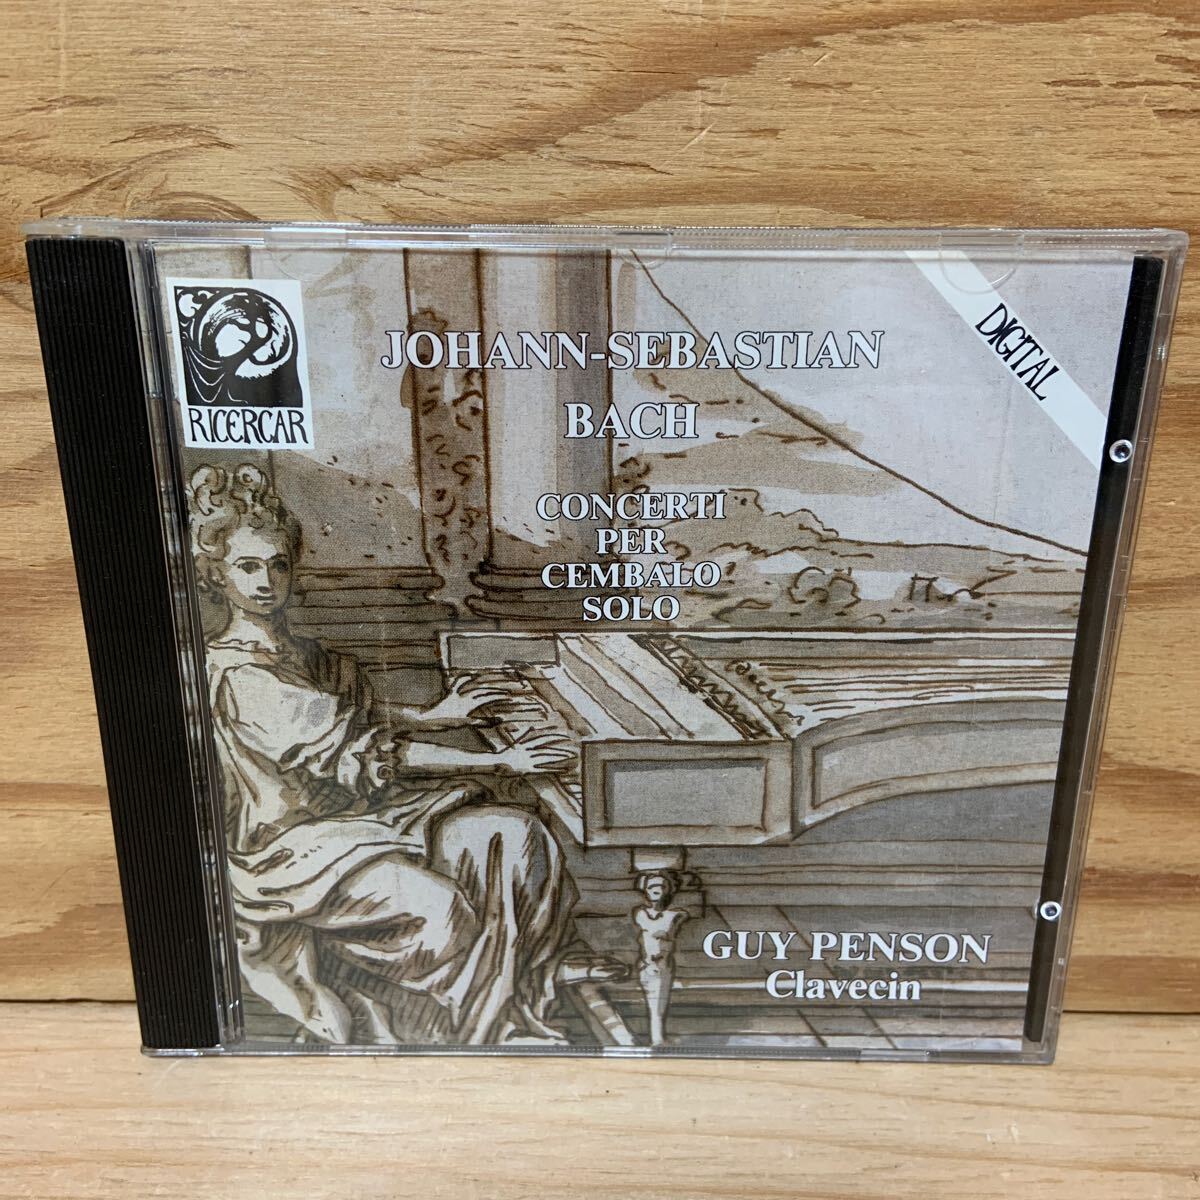 RICERCAR
JOHANN-SEBASTIAN
BACH
DIGITAL
CONCERTI
PER
CEMBALO
SOLO
GUY PENSON
Clavecin